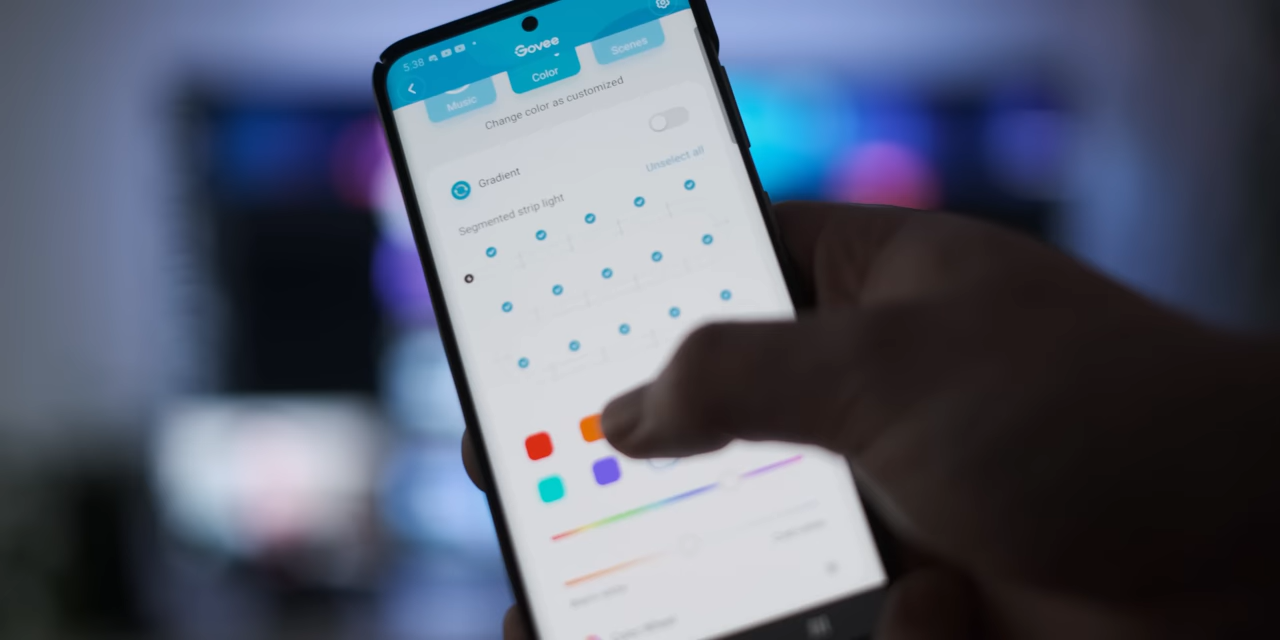 5:38
Govee
Music
Color
Scenes
Change color as customized
Gradient
Unselect all
Segmented strip light